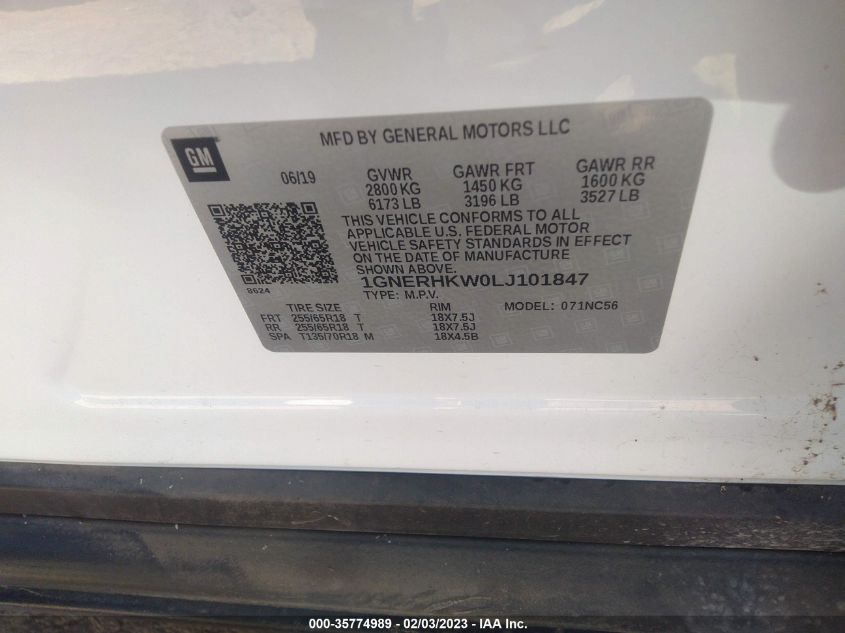 MFD BY GENERAL MOTORS LLC
GM
06/19 GVWR GAWR FRT GAWR RR
2800 KG 1450 KG 1600 KG
6173 LB 3196 LB 3527 LB
THIS VEHICLE CONFORMS TO ALL
APPLICABLE U.S. FEDERAL MOTOR
VEHICLE SAFETY STANDARDS IN EFFECT
ON THE DATE OF MANUFACTURE
SHOWN ABOVE.
8624
1GNERHKW0LJ101847
TYPE: M.P.V.
TIRE SIZE RIM MODEL: 071NC56
FRT 255/65R18 T 18X7.5J
RR 255/65R18 T 18X7.5J
SPA T135/70R18 M 18X4.5B
000-35774989 - 02/03/2023 - IAA Inc.